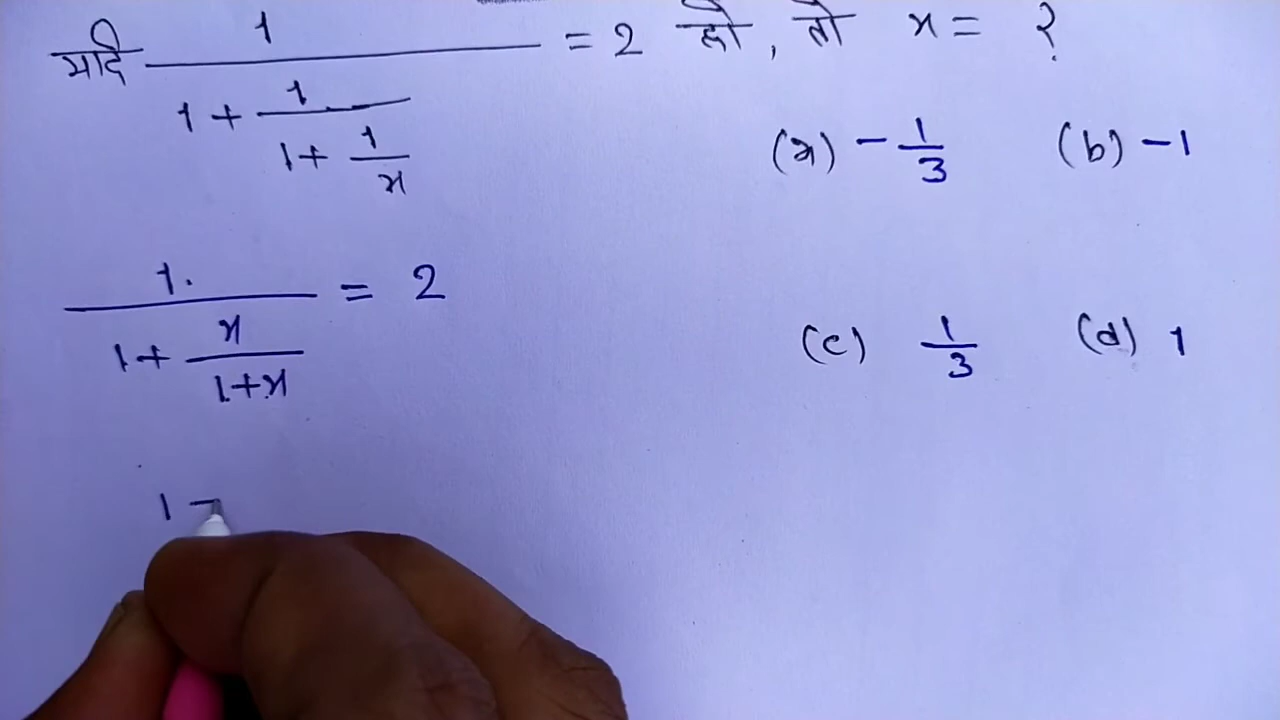 यदि 1 / (1 + 1 / (1 + 1/x)) = 2 हो, तो x = ?
(a) - 1/3 (b) -1
1. / (1 + x / (1+x)) = 2
(c) 1/3 (d) 1
1 -